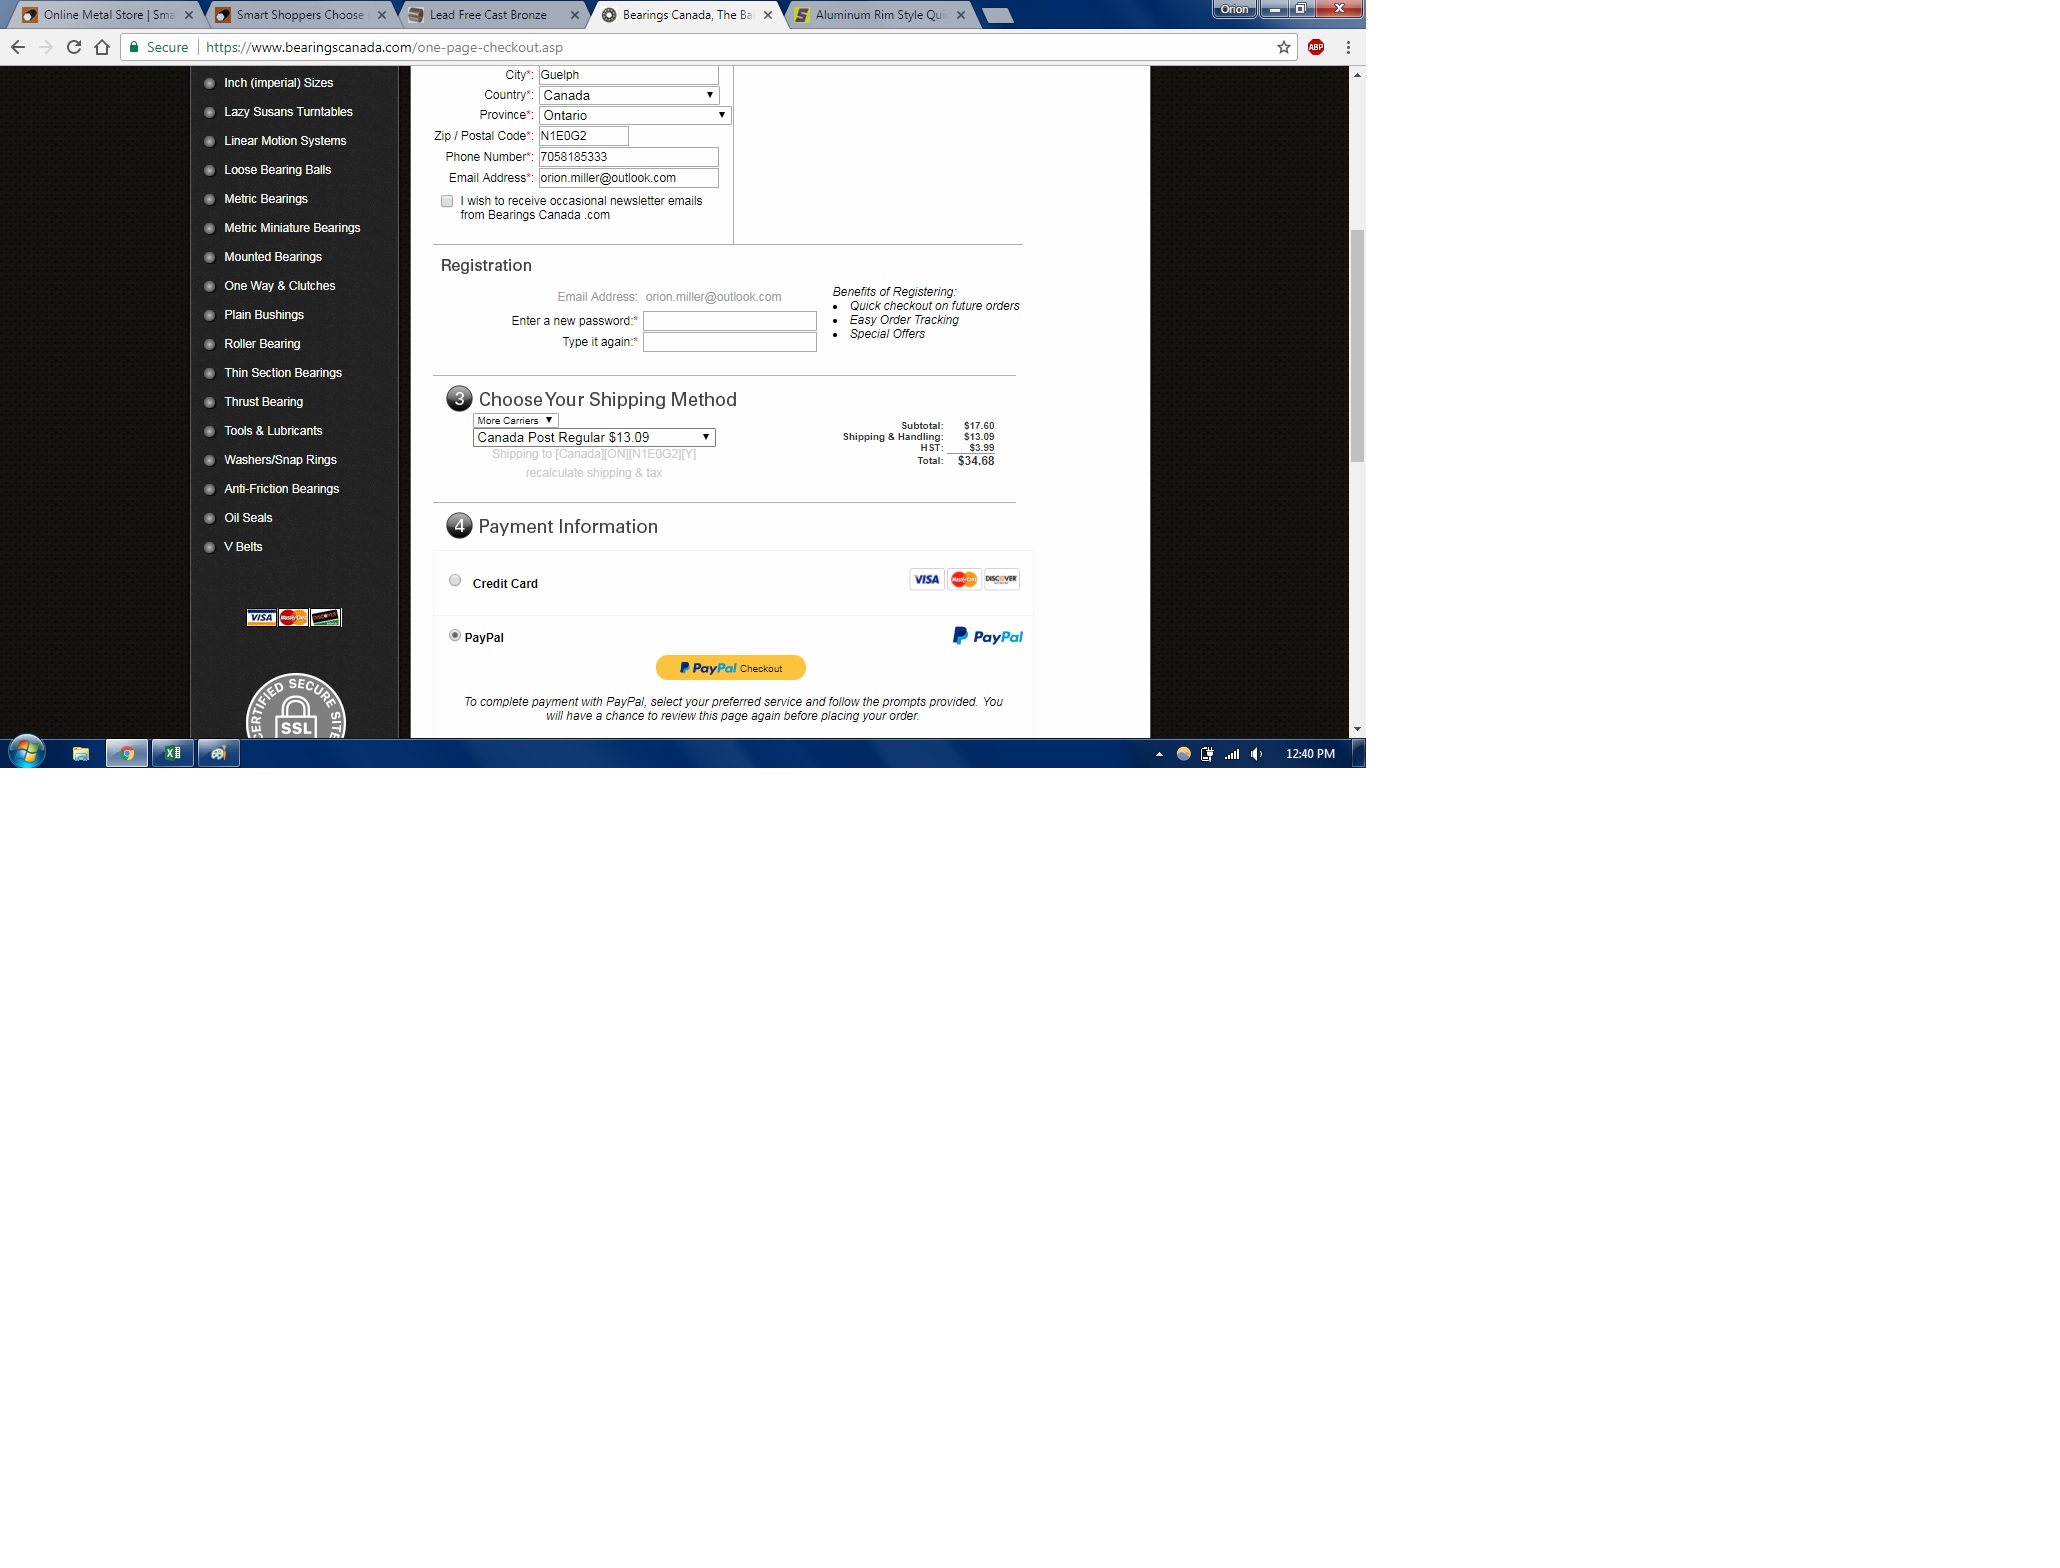 Online Metal Store | Sma
Smart Shoppers Choose
Lead Free Cast Bronze
Bearings Canada, The Ba
Aluminum Rim Style Qui
Orion
Secure
https://www.bearingscanada.com/one-page-checkout.asp
ABP
Inch (imperial) Sizes
Lazy Susans Turntables
Linear Motion Systems
Loose Bearing Balls
Metric Bearings
Metric Miniature Bearings
Mounted Bearings
One Way & Clutches
Plain Bushings
Roller Bearing
Thin Section Bearings
Thrust Bearing
Tools & Lubricants
Washers/Snap Rings
Anti-Friction Bearings
Oil Seals
V Belts
VISA MasterCard DISCOVER
CERTIFIED SECURE SITE
SSL
City*: Guelph
Country*: Canada
Province*: Ontario
Zip / Postal Code*: N1E0G2
Phone Number*: 7058185333
Email Address*: orion.miller@outlook.com
I wish to receive occasional newsletter emails
from Bearings Canada .com
Registration
Email Address: orion.miller@outlook.com
Enter a new password:*
Type it again:*
Benefits of Registering:
Quick checkout on future orders
Easy Order Tracking
Special Offers
3 Choose Your Shipping Method
More Carriers
Canada Post Regular $13.09
Shipping to [Canada][ON][N1E0G2][Y]
recalculate shipping & tax
Subtotal: $17.60
Shipping & Handling: $13.09
HST: $3.99
Total: $34.68
4 Payment Information
Credit Card
VISA MasterCard DISCOVER
PayPal
PayPal
PayPal Checkout
To complete payment with PayPal, select your preferred service and follow the prompts provided. You
will have a chance to review this page again before placing your order.
12:40 PM